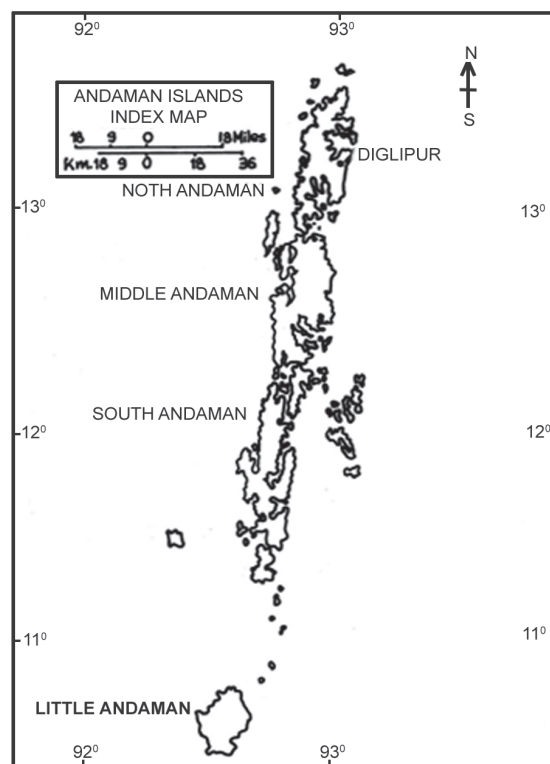 92⁰ 93⁰
N
S
ANDAMAN ISLANDS
INDEX MAP
18 9 0 18 Miles
Km.18 9 0 18 36
DIGLIPUR
NOTH ANDAMAN
13⁰ 13⁰
MIDDLE ANDAMAN
SOUTH ANDAMAN
12⁰ 12⁰
11⁰ 11⁰
LITTLE ANDAMAN
92⁰ 93⁰